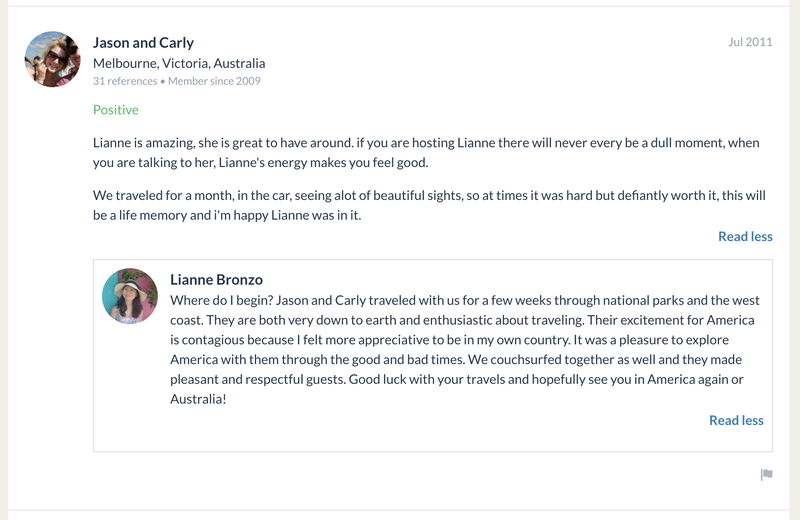 Jason and Carly
Jul 2011
Melbourne, Victoria, Australia
31 references • Member since 2009
Positive
Lianne is amazing, she is great to have around. if you are hosting Lianne there will never every be a dull moment, when
you are talking to her, Lianne's energy makes you feel good.
We traveled for a month, in the car, seeing alot of beautiful sights, so at times it was hard but defiantly worth it, this will
be a life memory and i'm happy Lianne was in it.
Read less
Lianne Bronzo
Where do I begin? Jason and Carly traveled with us for a few weeks through national parks and the west
coast. They are both very down to earth and enthusiastic about traveling. Their excitement for America
is contagious because I felt more appreciative to be in my own country. It was a pleasure to explore
America with them through the good and bad times. We couchsurfed together as well and they made
pleasant and respectful guests. Good luck with your travels and hopefully see you in America again or
Australia!
Read less